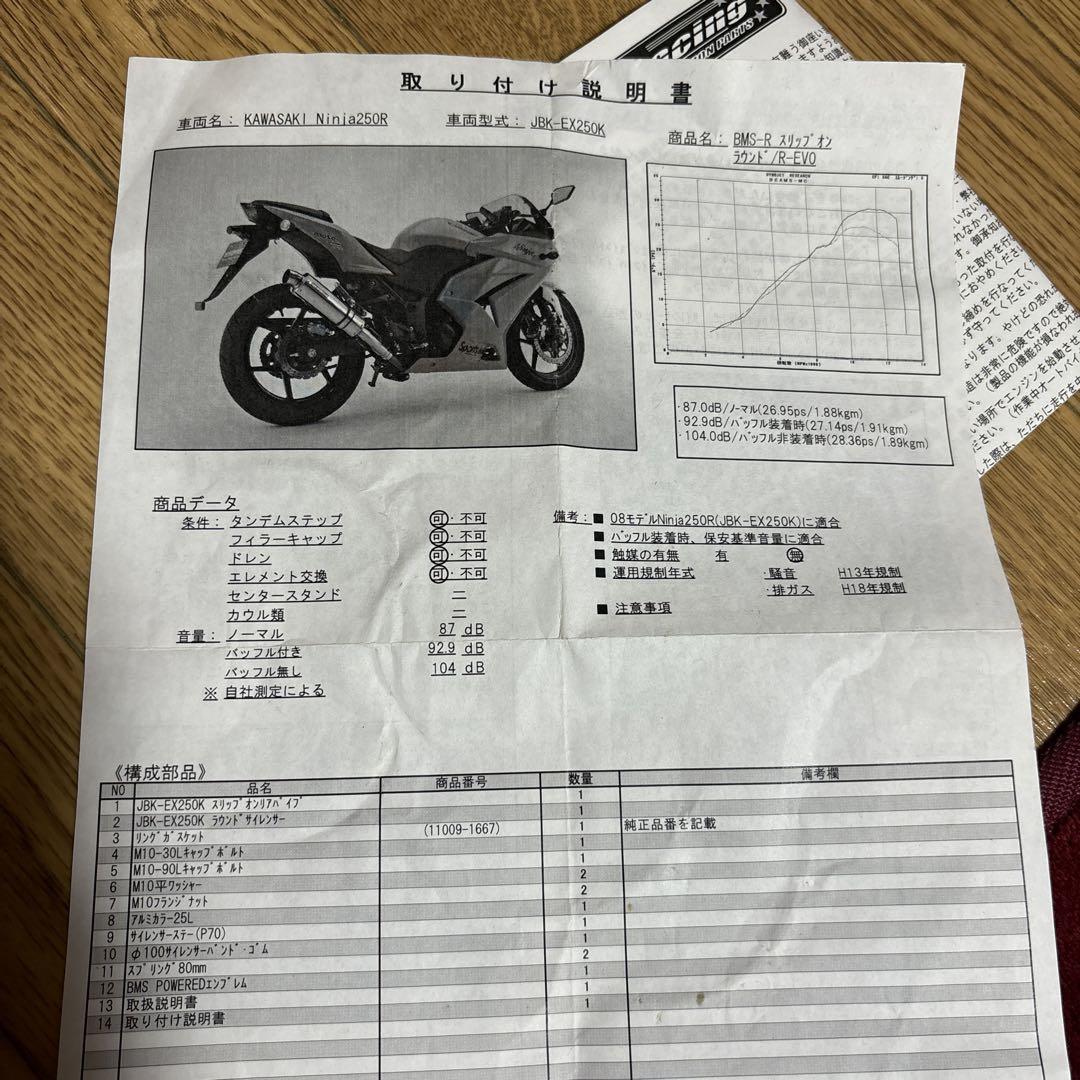 取り付け説明書
車両名： KAWASAKI Ninja250R 車両型式： JBK-EX250K 商品名： BMS-R スリップオン
ラウンド/R-EVO
DYNOJET RESEARCH
BEAMS-MC
・87.0dB/ノーマル(26.95ps/1.88kgm)
・92.9dB/バッフル装着時(27.14ps/1.91kgm)
・104.0dB/バッフル非装着時(28.36ps/1.89kgm)
商品データ
条件： タンデムステップ 可・不可
フィラーキャップ 可・不可
ドレン 可・不可
エレメント交換 可・不可
センタースタンド 二
カウル類 二
音量： ノーマル 87 dB
バッフル付き 92.9 dB
バッフル無し 104 dB
※ 自社測定による
備考： ■ 08モデルNinja250R(JBK-EX250K)に適合
■ バッフル装着時、保安基準音量に適合
■ 触媒の有無 有 無
■ 運用規制年式 ・騒音 H13年規制
・排ガス H18年規制
■ 注意事項
《構成部品》
NO 品名 商品番号 数量 備考欄
1 JBK-EX250K スリップオンリアパイプ 1
2 JBK-EX250K ラウンドサイレンサー 1
3 リングガスケット (11009-1667) 1 純正品番を記載
4 M10-30Lキャップボルト 1
5 M10-90Lキャップボルト 1
6 M10平ワッシャー 2
7 M10フランジナット 2
8 アルミカラー25L 1
9 サイレンサーステー(P70) 1
10 φ100サイレンサーバンド・ゴム 1
11 スプリング80mm 2
12 BMS POWEREDエンブレム 1
13 取扱説明書 1
14 取り付け説明書 1